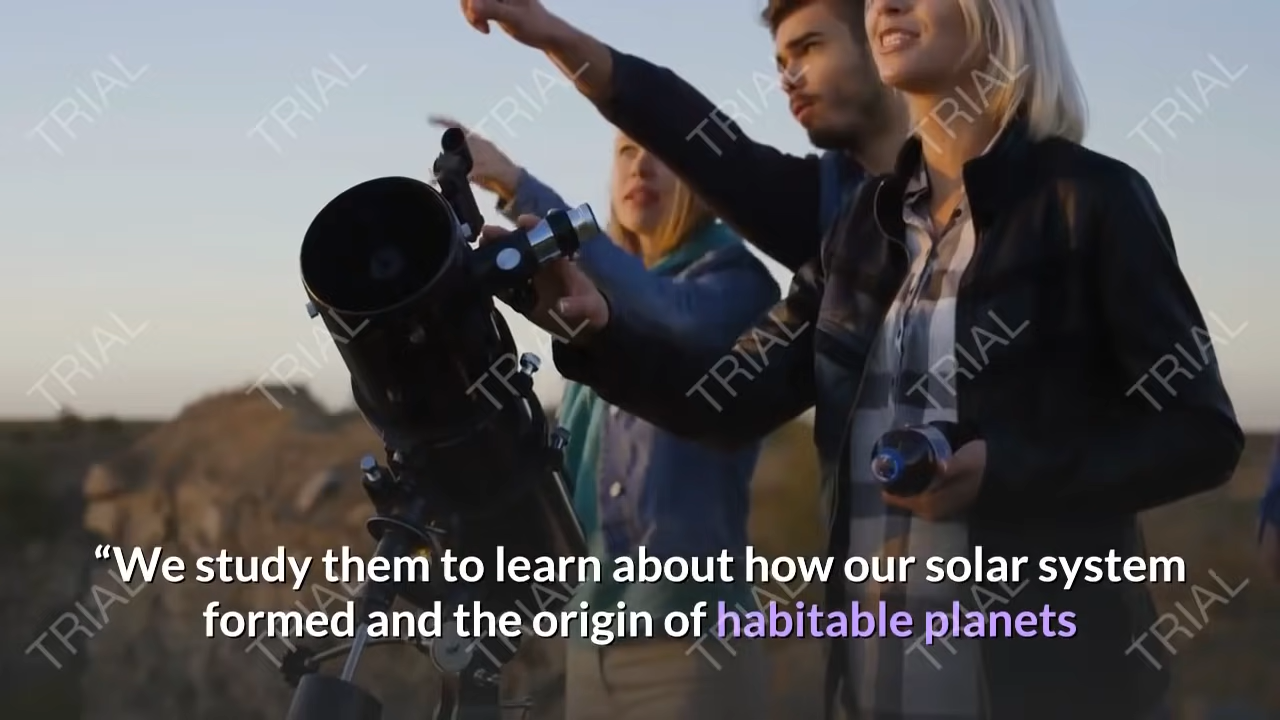 TRIAL TRIAL TRIAL TRIAL TRIAL TRIAL
TRIAL TRIAL TRIAL TRIAL TRIAL TRIAL
“We study them to learn about how our solar system
formed and the origin of habitable planets
TRIAL TRIAL TRIAL TRIAL TRIAL TRIAL